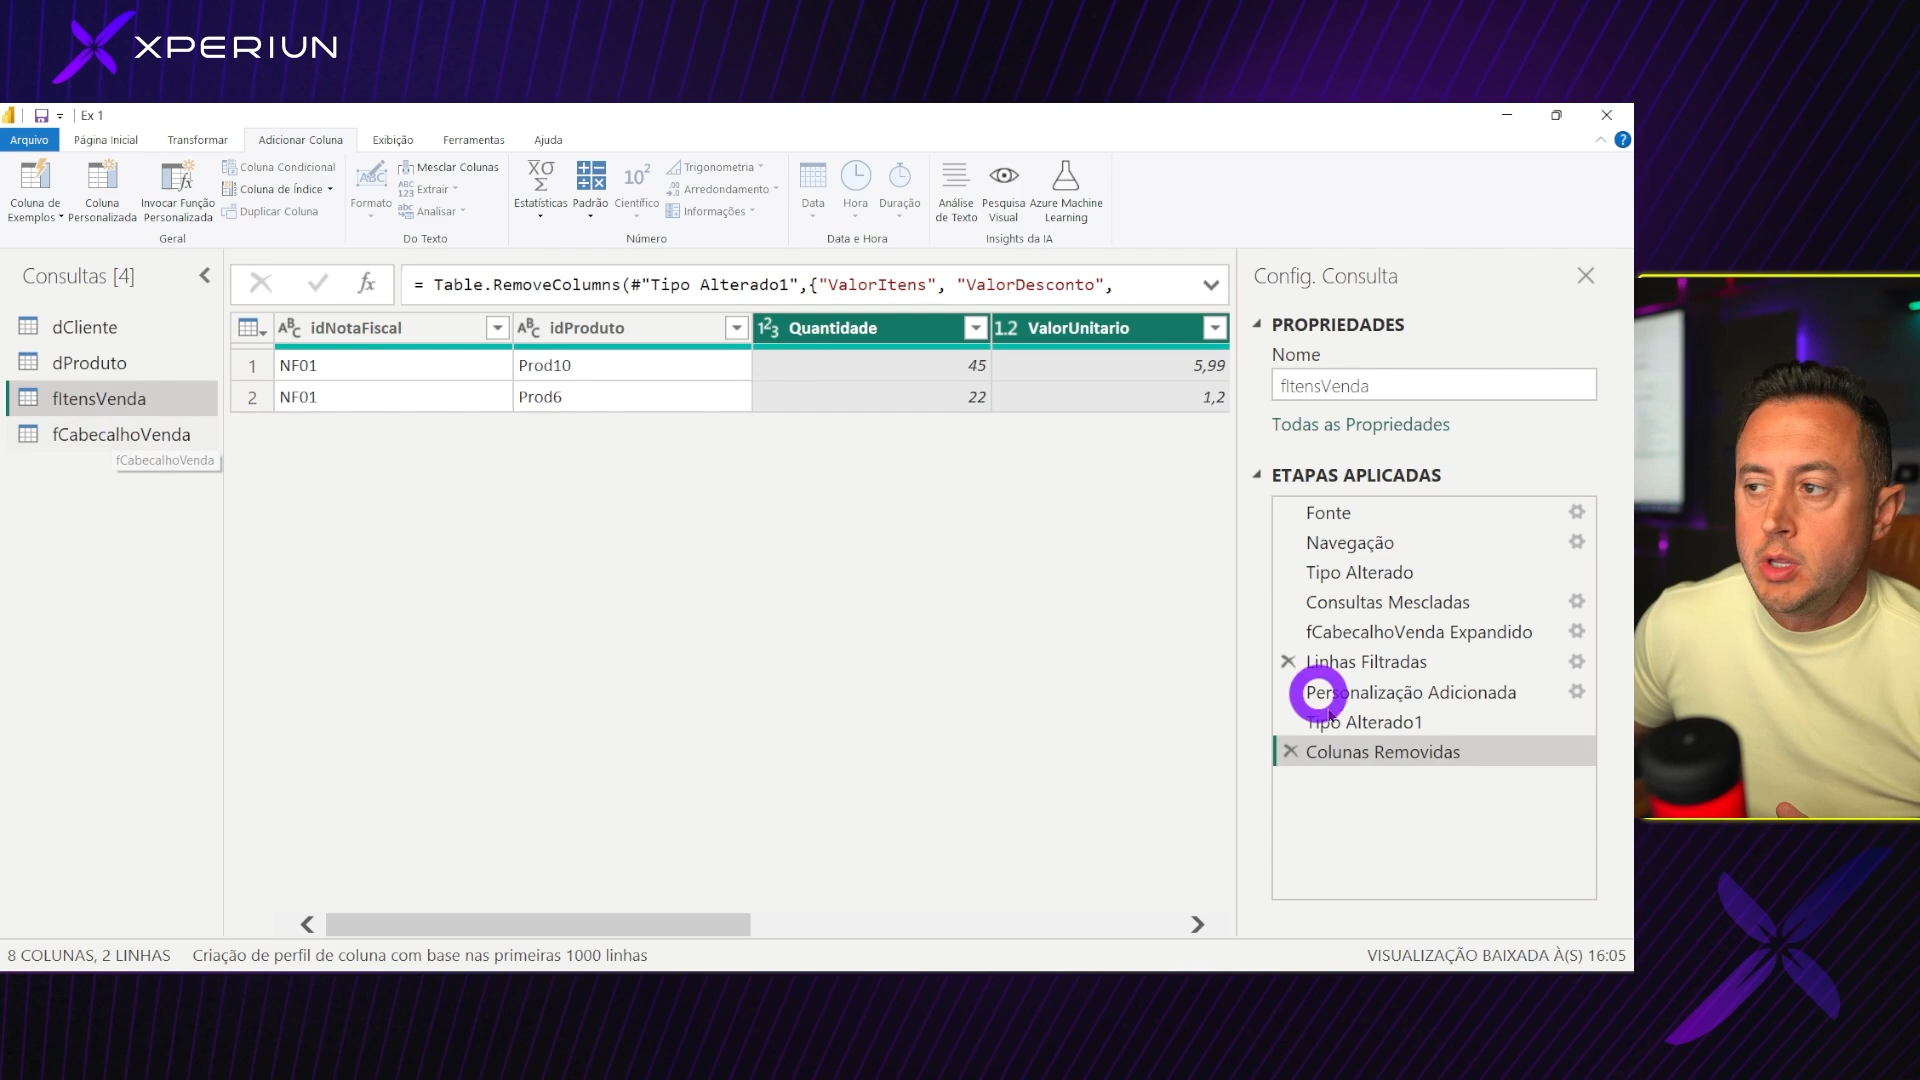 XPERIUN
Ex 1
Arquivo
Página Inicial
Transformar
Adicionar Coluna
Exibição
Ferramentas
Ajuda
Coluna de Exemplos
Coluna Personalizada
Invocar Função Personalizada
Coluna Condicional
Coluna de Índice
Duplicar Coluna
Geral
Formato
Mesclar Colunas
Extrair
Analisar
Do Texto
Estatísticas
Padrão
Científico
Trigonometria
Arredondamento
Informações
Número
Data
Hora
Duração
Data e Hora
Análise de Texto
Pesquisa Visual
Azure Machine Learning
Insights da IA
Consultas [4]
dCliente
dProduto
fItensVenda
fCabecalhoVenda
fCabecalhoVenda
= Table.RemoveColumns(#"Tipo Alterado1",{"ValorItens", "ValorDesconto",
ABC idNotaFiscal
ABC idProduto
123 Quantidade
1.2 ValorUnitario
1 NF01 Prod10 45 5,99
2 NF01 Prod6 22 1,2
Config. Consulta
PROPRIEDADES
Nome
fItensVenda
Todas as Propriedades
ETAPAS APLICADAS
Fonte
Navegação
Tipo Alterado
Consultas Mescladas
fCabecalhoVenda Expandido
Linhas Filtradas
Personalização Adicionada
Tipo Alterado1
Colunas Removidas
8 COLUNAS, 2 LINHAS
Criação de perfil de coluna com base nas primeiras 1000 linhas
VISUALIZAÇÃO BAIXADA À(S) 16:05